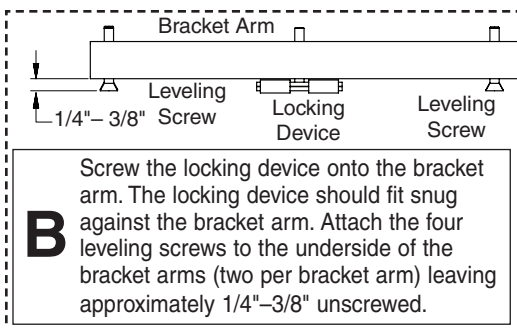 Bracket Arm
Leveling
Screw
Locking
Device
Leveling
Screw
1/4"– 3/8"
B
Screw the locking device onto the bracket
arm. The locking device should fit snug
against the bracket arm. Attach the four
leveling screws to the underside of the
bracket arms (two per bracket arm) leaving
approximately 1/4"–3/8" unscrewed.